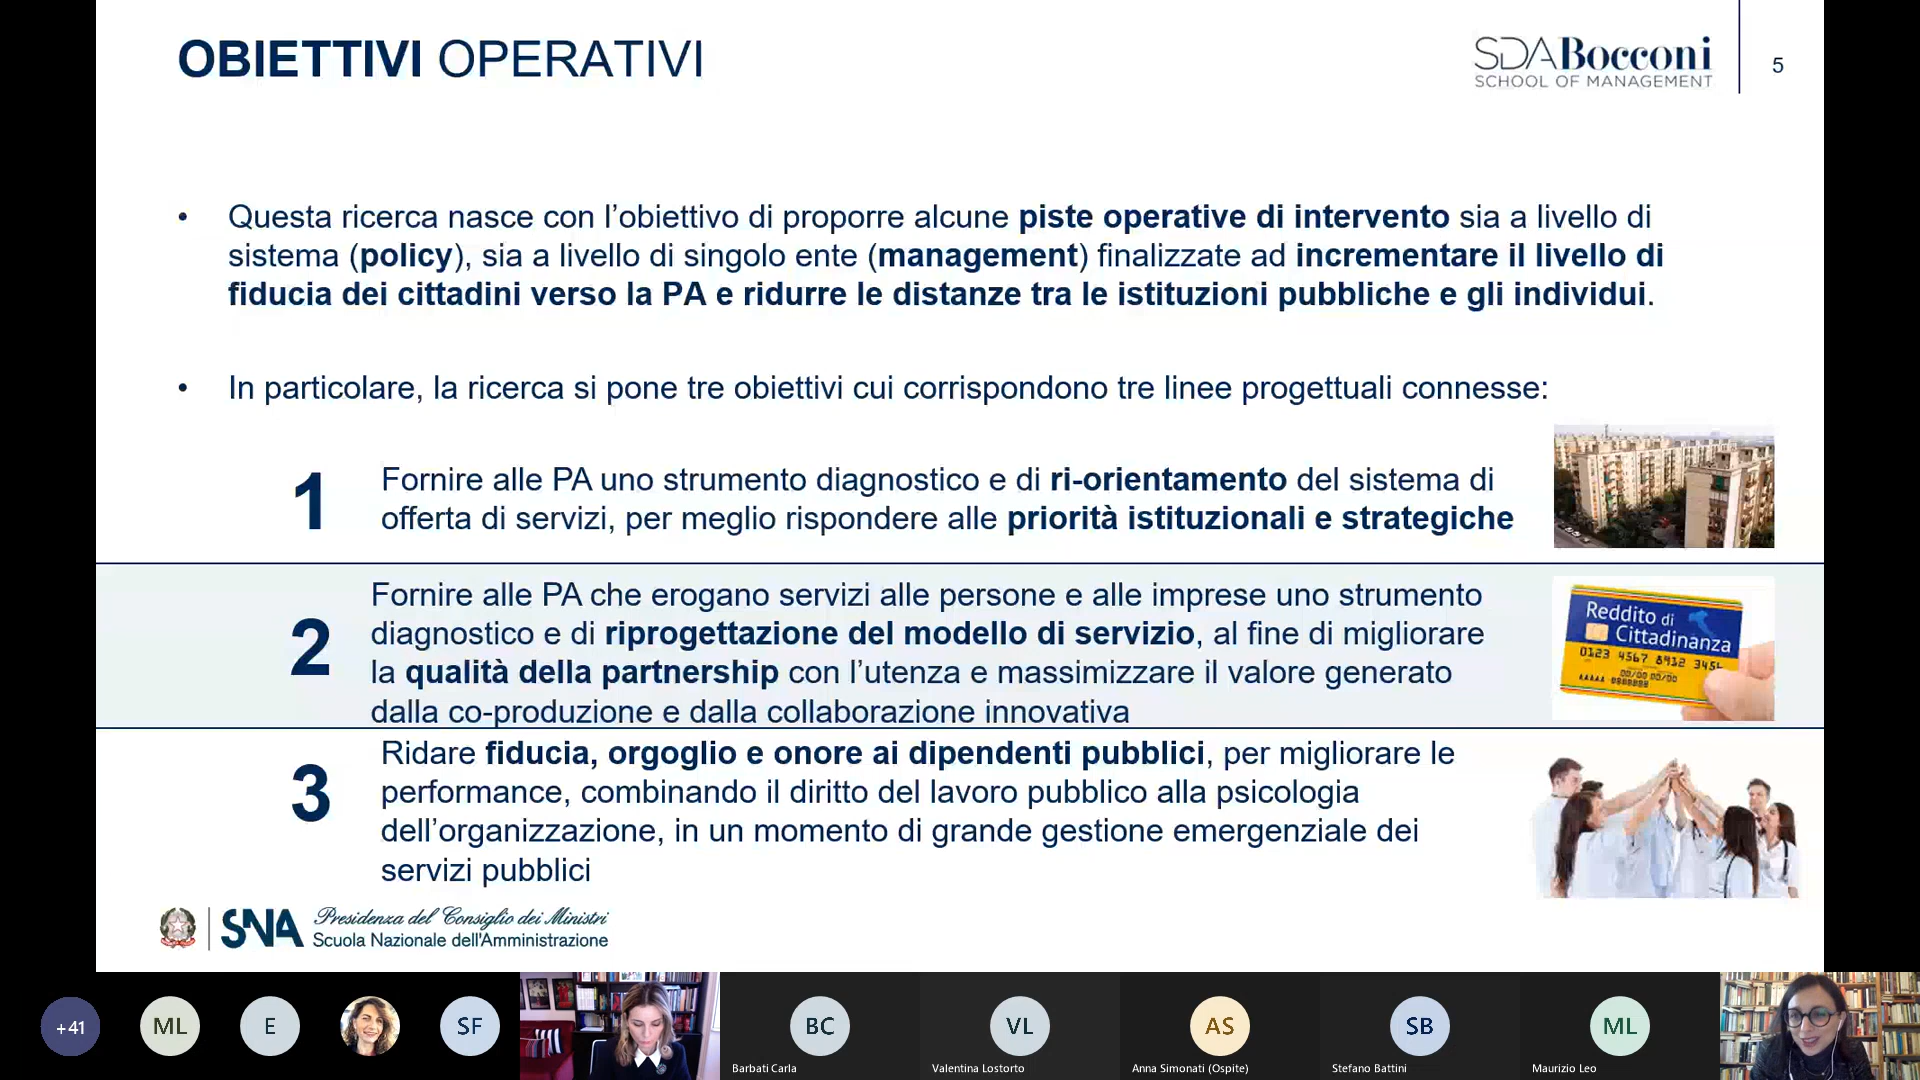 OBIETTIVI OPERATIVI
SDA Bocconi
SCHOOL OF MANAGEMENT
5
• Questa ricerca nasce con l’obiettivo di proporre alcune piste operative di intervento sia a livello di
sistema (policy), sia a livello di singolo ente (management) finalizzate ad incrementare il livello di
fiducia dei cittadini verso la PA e ridurre le distanze tra le istituzioni pubbliche e gli individui.
• In particolare, la ricerca si pone tre obiettivi cui corrispondono tre linee progettuali connesse:
1
Fornire alle PA uno strumento diagnostico e di ri-orientamento del sistema di
offerta di servizi, per meglio rispondere alle priorità istituzionali e strategiche
2
Fornire alle PA che erogano servizi alle persone e alle imprese uno strumento
diagnostico e di riprogettazione del modello di servizio, al fine di migliorare
la qualità della partnership con l’utenza e massimizzare il valore generato
dalla co-produzione e dalla collaborazione innovativa
Reddito di
Cittadinanza
0123 4567 8912 345
00/00 00/00
3
Ridare fiducia, orgoglio e onore ai dipendenti pubblici, per migliorare le
performance, combinando il diritto del lavoro pubblico alla psicologia
dell’organizzazione, in un momento di grande gestione emergenziale dei
servizi pubblici
SNA
Presidenza del Consiglio dei Ministri
Scuola Nazionale dell'Amministrazione
+41
ML
E
SF
BC
VL
AS
SB
ML
Barbati Carla
Valentina Lostorto
Anna Simonati (Ospite)
Stefano Battini
Maurizio Leo